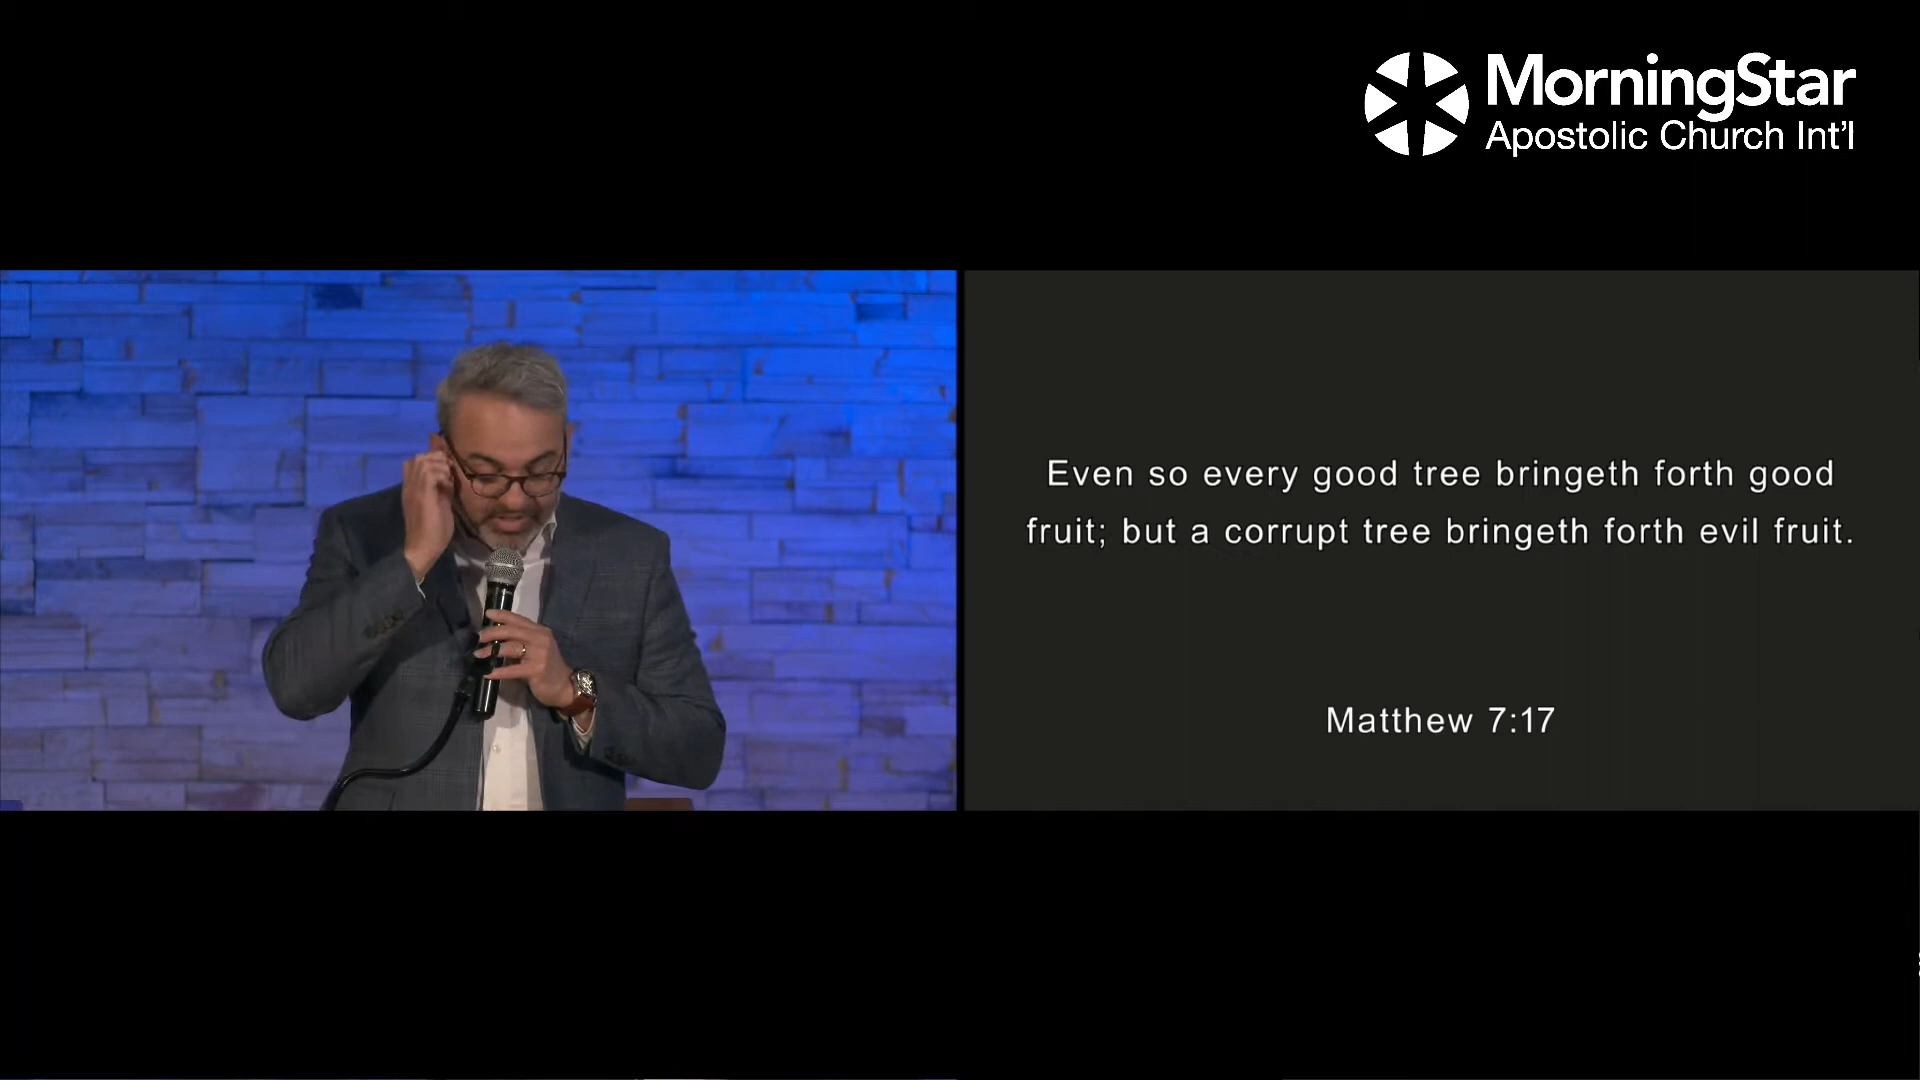 MorningStar
Apostolic Church Int'l
Even so every good tree bringeth forth good
fruit; but a corrupt tree bringeth forth evil fruit.
Matthew 7:17